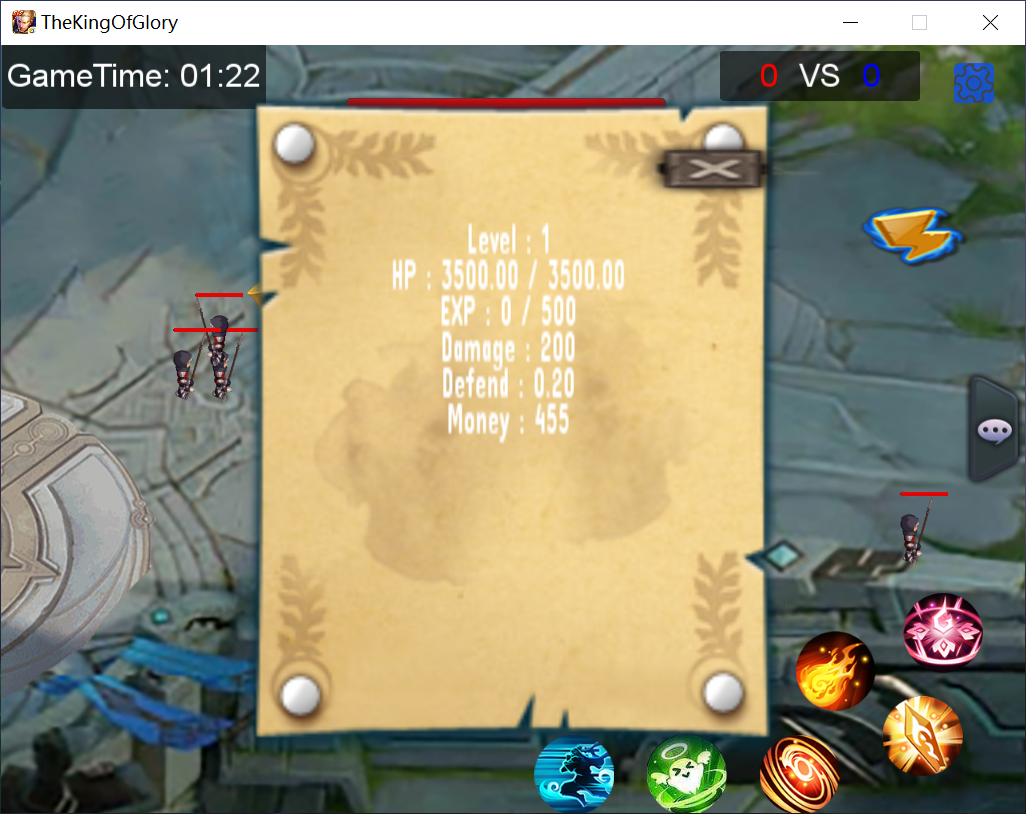 TheKingOfGlory
GameTime: 01:22
0 VS 0
Level : 1
HP : 3500.00 / 3500.00
EXP : 0 / 500
Damage : 200
Defend : 0.20
Money : 455